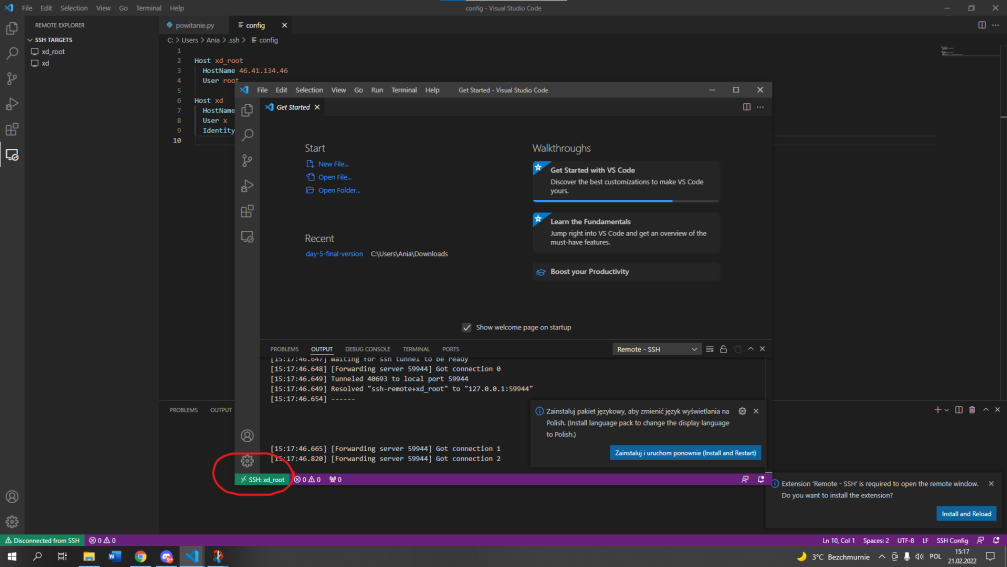 File Edit Selection View Go Terminal Help
config - Visual Studio Code
REMOTE EXPLORER
powitanie.py
config
SSH TARGETS
xd_root
xd
C: > Users > Ania > .ssh > config
1
2 Host xd_root
3 HostName 46.41.134.46
4 User root
5
6 Host xd
7 HostName
8 User x
9 Identity
10
File Edit Selection View Go Run Terminal Help
Get Started - Visual Studio Code
Get Started
Start
New File...
Open File...
Open Folder...
Recent
day-5-final-version C:\Users\Ania\Downloads
Walkthroughs
Get Started with VS Code
Discover the best customizations to make VS Code
yours.
Learn the Fundamentals
Jump right into VS Code and get an overview of the
must-have features.
Boost your Productivity
Show welcome page on startup
PROBLEMS OUTPUT DEBUG CONSOLE TERMINAL PORTS
Remote - SSH
[15:17:46.647] Waiting for ssh tunnel to be ready
[15:17:46.648] [Forwarding server 59944] Got connection 0
[15:17:46.649] Tunneled 40693 to local port 59944
[15:17:46.649] Resolved "ssh-remote+xd_root" to "127.0.0.1:59944"
[15:17:46.654] ------
[15:17:46.665] [Forwarding server 59944] Got connection 1
[15:17:46.820] [Forwarding server 59944] Got connection 2
Zainstaluj pakiet językowy, aby zmienić język wyświetlania na
Polish. (Install language pack to change the display language
to Polish.)
Zainstaluj i uruchom ponownie (Install and Restart)
SSH: xd_root
0 0 0
PROBLEMS OUTPUT
Extension 'Remote - SSH' is required to open the remote window.
Do you want to install the extension?
Install and Reload
Disconnected from SSH
0 0
Ln 10, Col 1 Spaces: 2 UTF-8 LF SSH Config
3°C Bezchmurnie
POL
15:17
21.02.2022